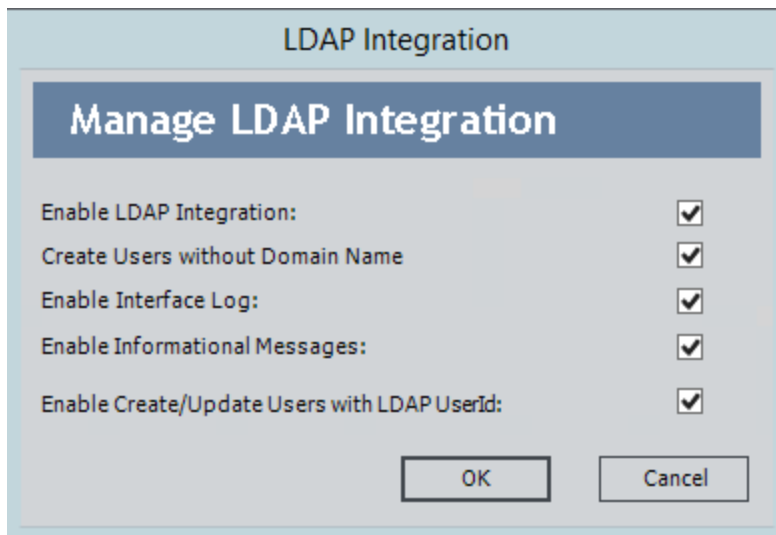 LDAP Integration
Manage LDAP Integration
Enable LDAP Integration:
Create Users without Domain Name
Enable Interface Log:
Enable Informational Messages:
Enable Create/Update Users with LDAP UserId:
OK Cancel